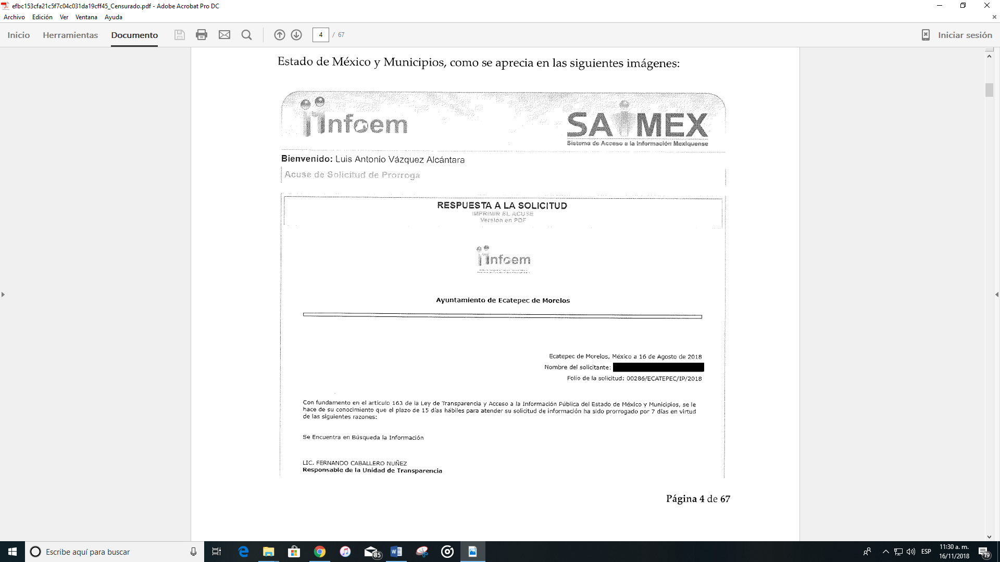 efbc153cfa21c5f7c04c031da19cff45_Censurado.pdf - Adobe Acrobat Pro DC
Archivo Edición Ver Ventana Ayuda
Inicio Herramientas Documento 4 / 67 Iniciar sesión
Estado de México y Municipios, como se aprecia en las siguientes imágenes:
infoem
SAIMEX
Sistema de Acceso a la Información Mexiquense
Bienvenido: Luis Antonio Vázquez Alcántara
Acuse de Solicitud de Prorroga
RESPUESTA A LA SOLICITUD
IMPRIMIR EL ACUSE
Version en PDF
infoem
Ayuntamiento de Ecatepec de Morelos
Ecatepec de Morelos, México a 16 de Agosto de 2018
Nombre del solicitante:
Folio de la solicitud: 00286/ECATEPEC/IP/2018
Con fundamento en el artículo 163 de la Ley de Transparencia y Acceso a la Información Pública del Estado de México y Municipios, se le
hace de su conocimiento que el plazo de 15 días hábiles para atender su solicitud de información ha sido prorrogado por 7 días en virtud
de las siguientes razones:
Se Encuentra en Búsqueda la Información
LIC. FERNANDO CABALLERO NUÑEZ
Responsable de la Unidad de Transparencia
Página 4 de 67
Escribe aquí para buscar
85
ESP
11:30 a. m.
16/11/2018
19